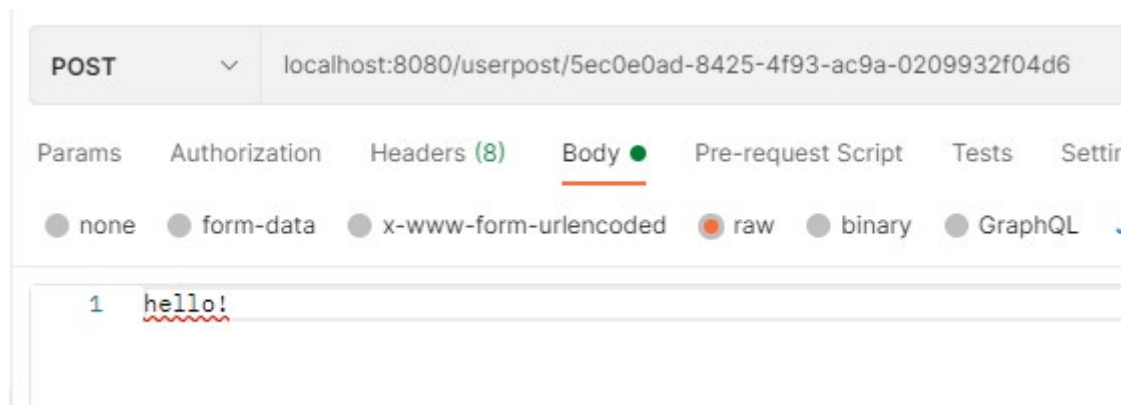 POST localhost:8080/userpost/5ec0e0ad-8425-4f93-ac9a-0209932f04d6
Params Authorization Headers (8) Body Pre-request Script Tests Settin
none form-data x-www-form-urlencoded raw binary GraphQL
1 hello!